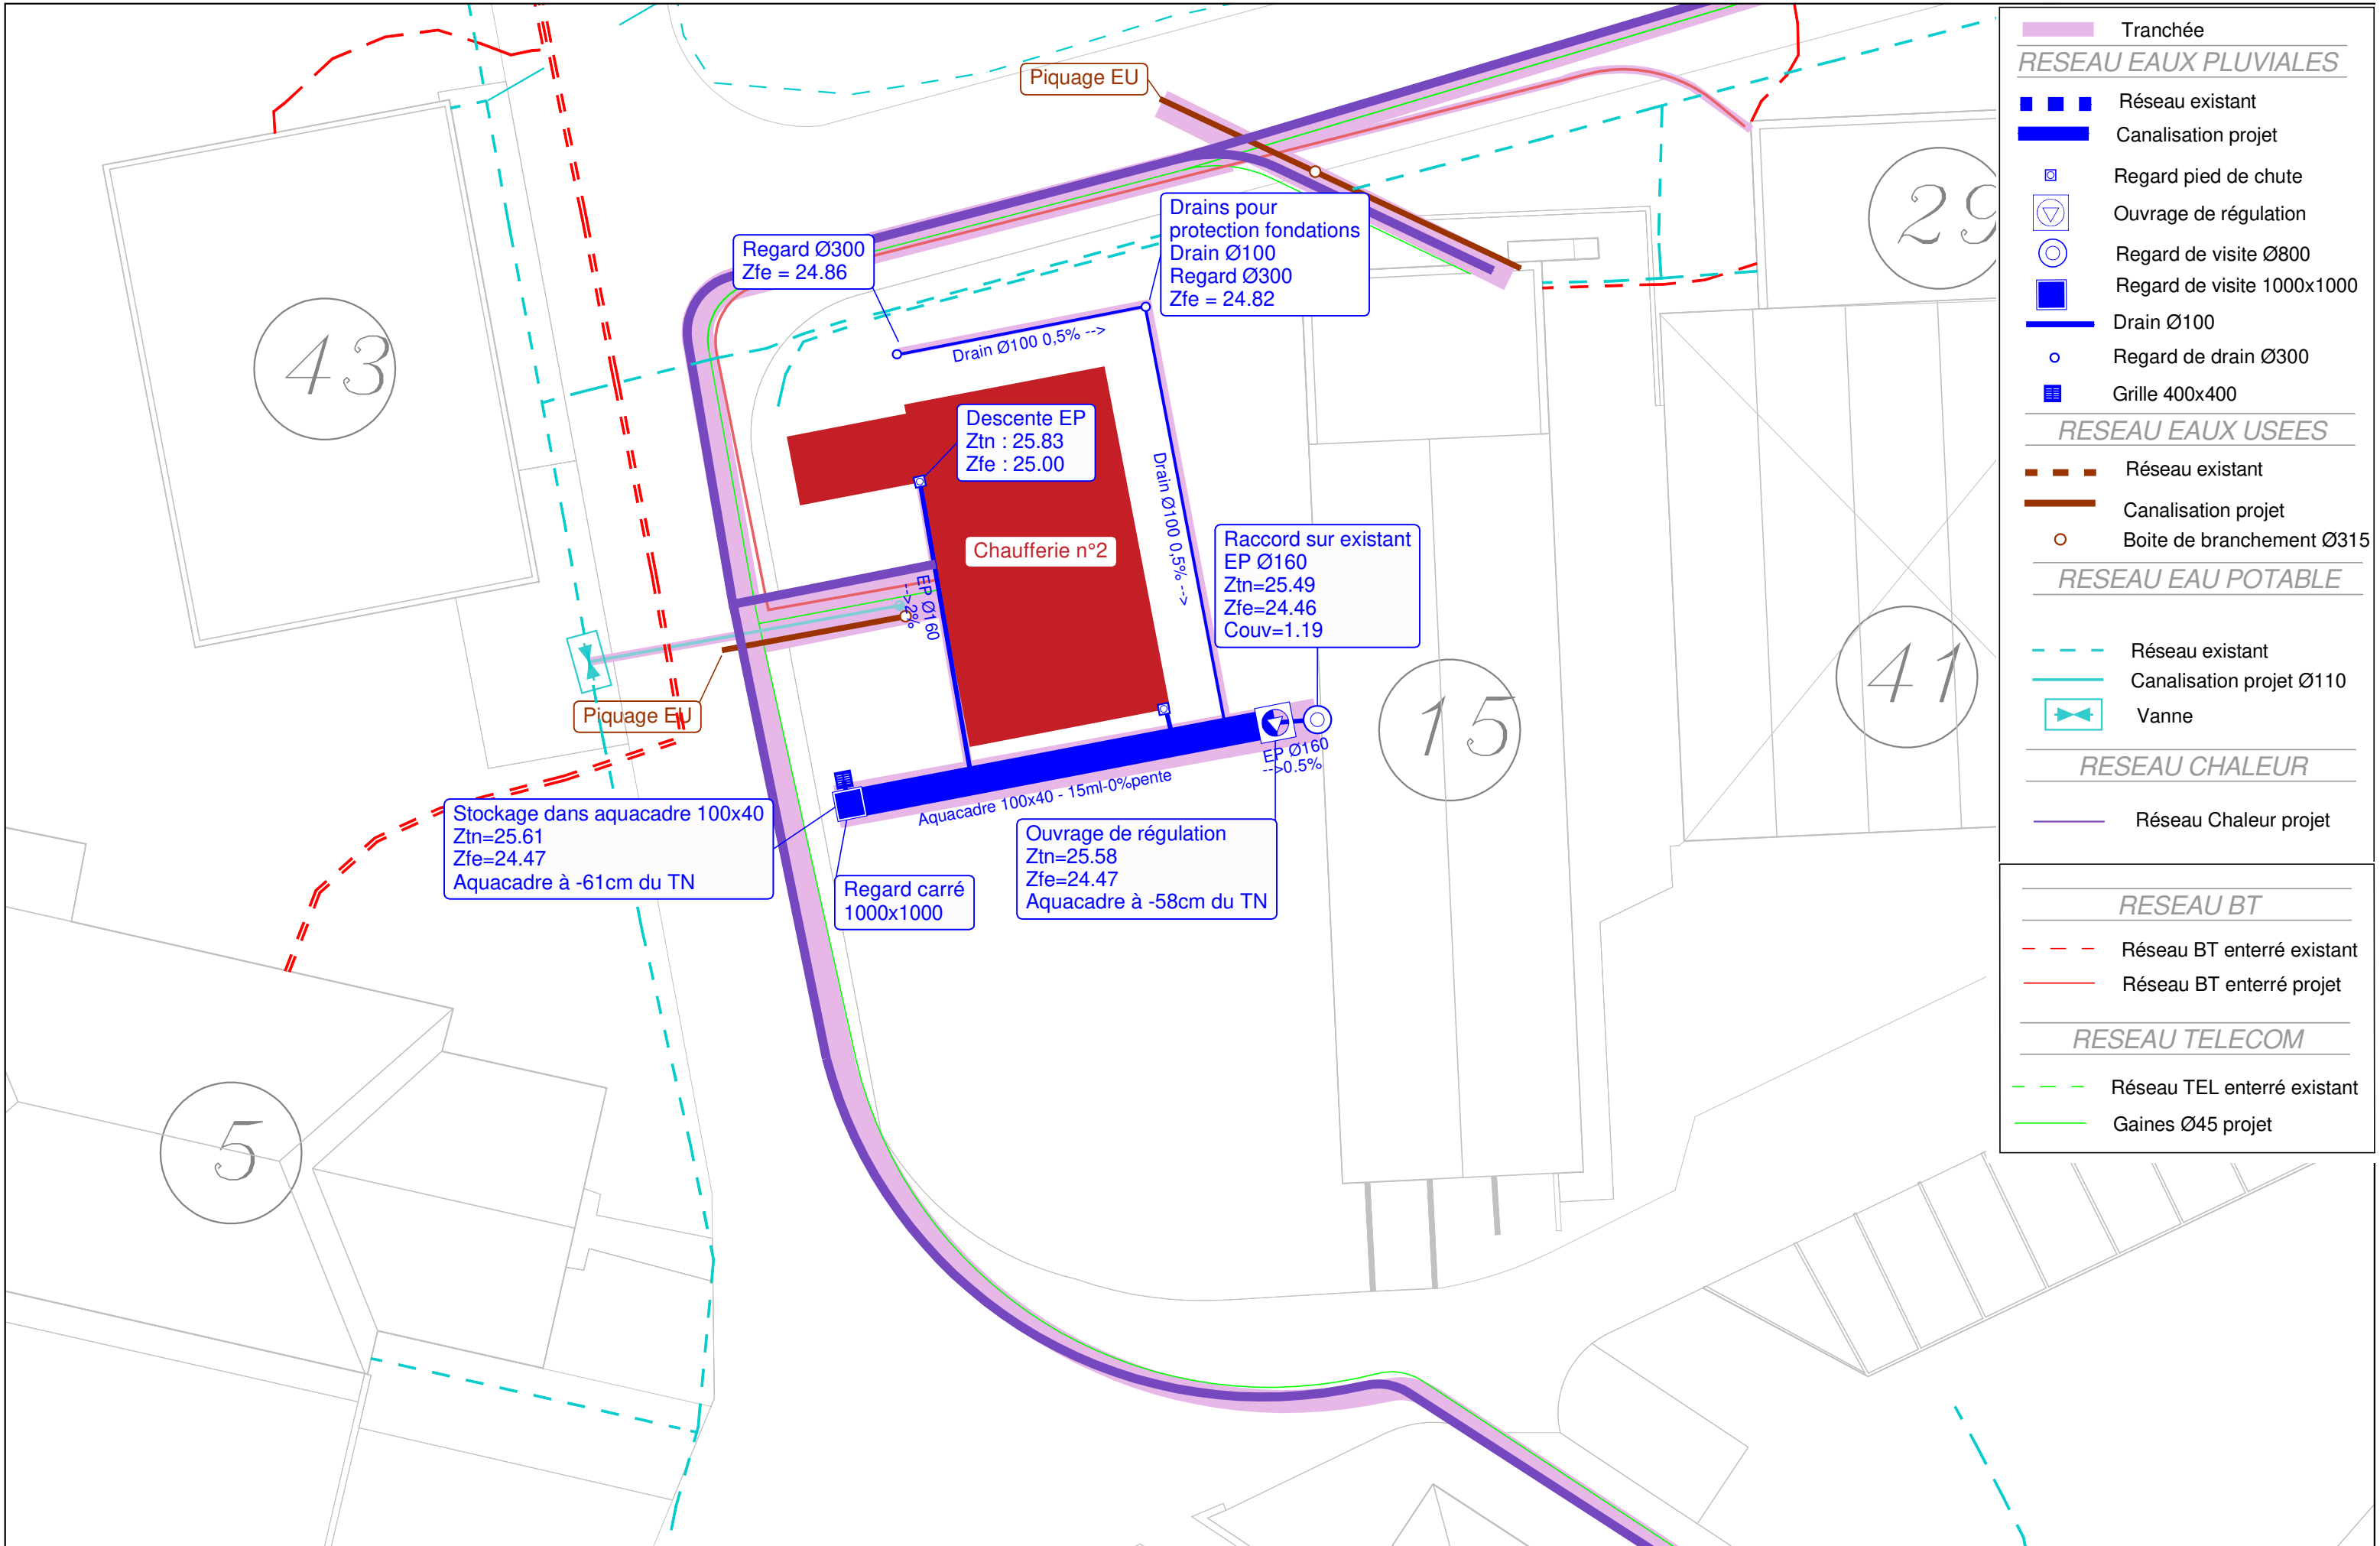 Piquage EU
Regard Ø300
Zfe = 24.86
Drains pour
protection fondations
Drain Ø100
Regard Ø300
Zfe = 24.82
Drain Ø100 0,5% -->
43
29
Descente EP
Ztn : 25.83
Zfe : 25.00
Drain Ø100 0,5% -->
Chaufferie n°2
Raccord sur existant
EP Ø160
Ztn=25.49
Zfe=24.46
Couv=1.19
EP Ø160
-->2%
Piquage EU
15
41
EP Ø160
-->0.5%
Aquacadre 100x40 - 15ml-0%pente
Stockage dans aquacadre 100x40
Ztn=25.61
Zfe=24.47
Aquacadre à -61cm du TN
Regard carré
1000x1000
Ouvrage de régulation
Ztn=25.58
Zfe=24.47
Aquacadre à -58cm du TN
5
Tranchée
RESEAU EAUX PLUVIALES
Réseau existant
Canalisation projet
Regard pied de chute
Ouvrage de régulation
Regard de visite Ø800
Regard de visite 1000x1000
Drain Ø100
Regard de drain Ø300
Grille 400x400
RESEAU EAUX USEES
Réseau existant
Canalisation projet
Boite de branchement Ø315
RESEAU EAU POTABLE
Réseau existant
Canalisation projet Ø110
Vanne
RESEAU CHALEUR
Réseau Chaleur projet
RESEAU BT
Réseau BT enterré existant
Réseau BT enterré projet
RESEAU TELECOM
Réseau TEL enterré existant
Gaines Ø45 projet